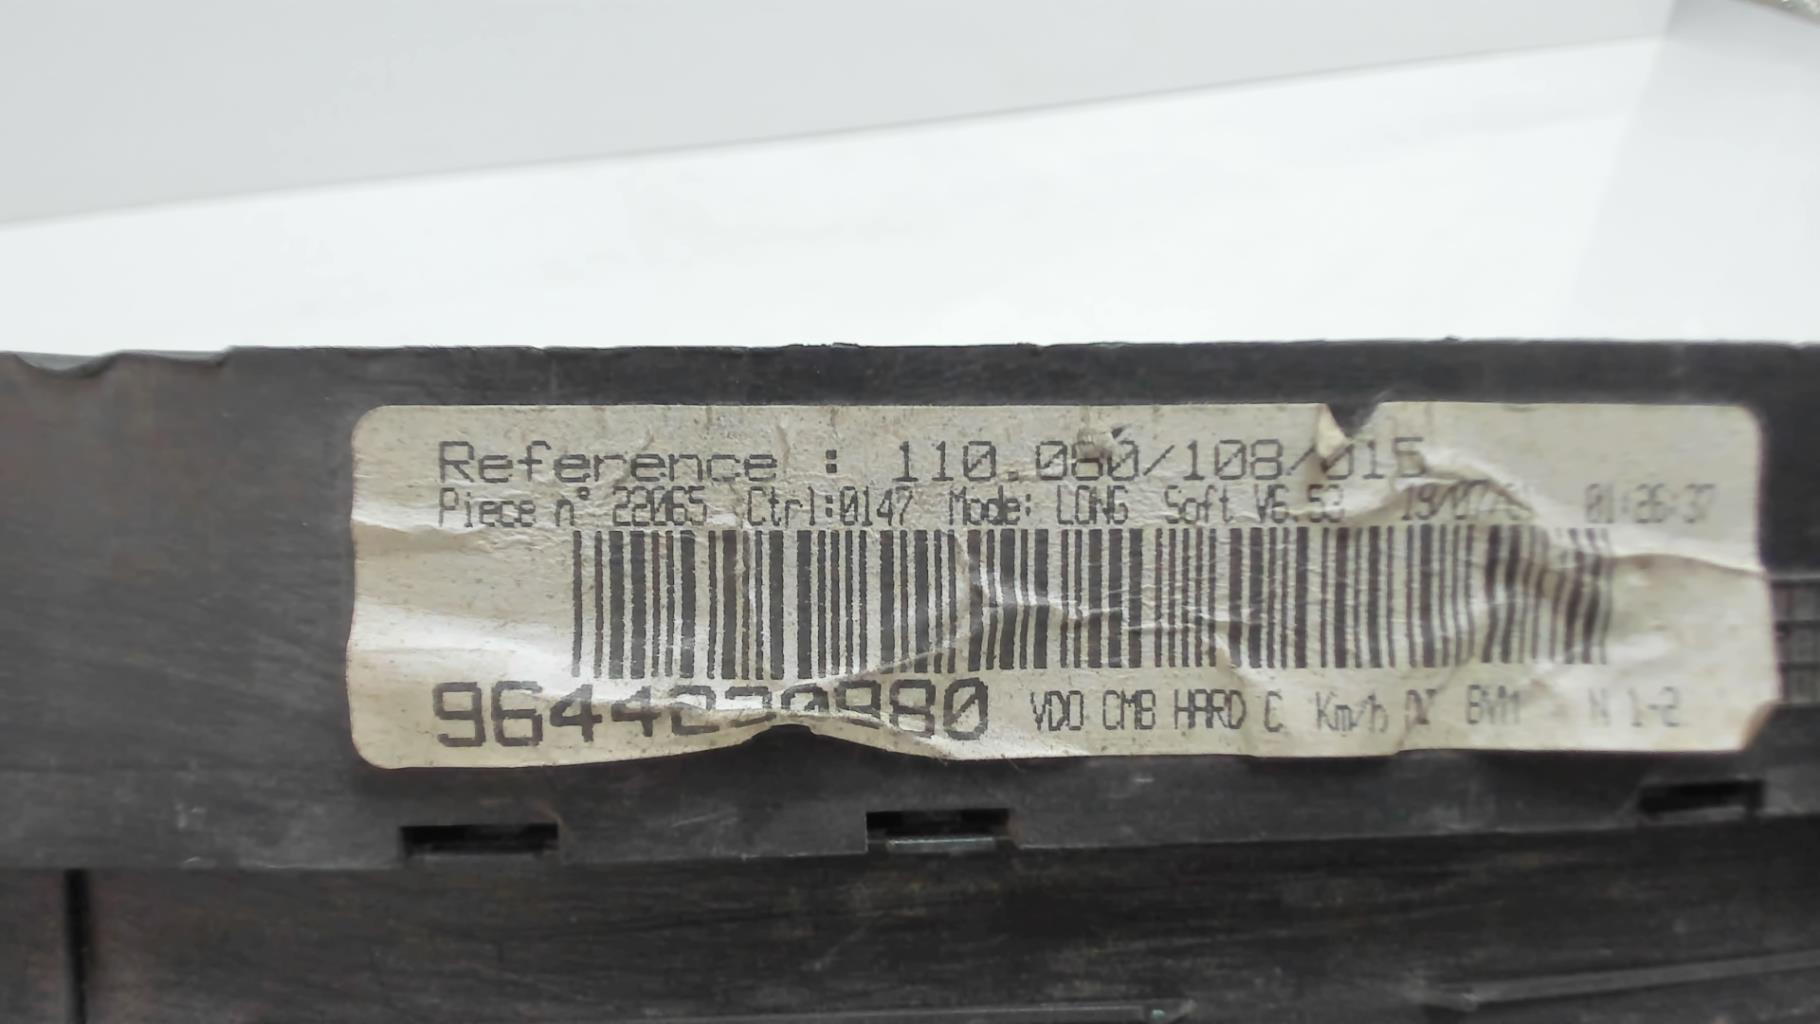 Reference : 110.080/108/015
Pièce n° 22065 Ctrl:0147 Mode: LONG Soft V6.53 01:26:37
VDO CMB HARD C Km/h BVM N 1-2